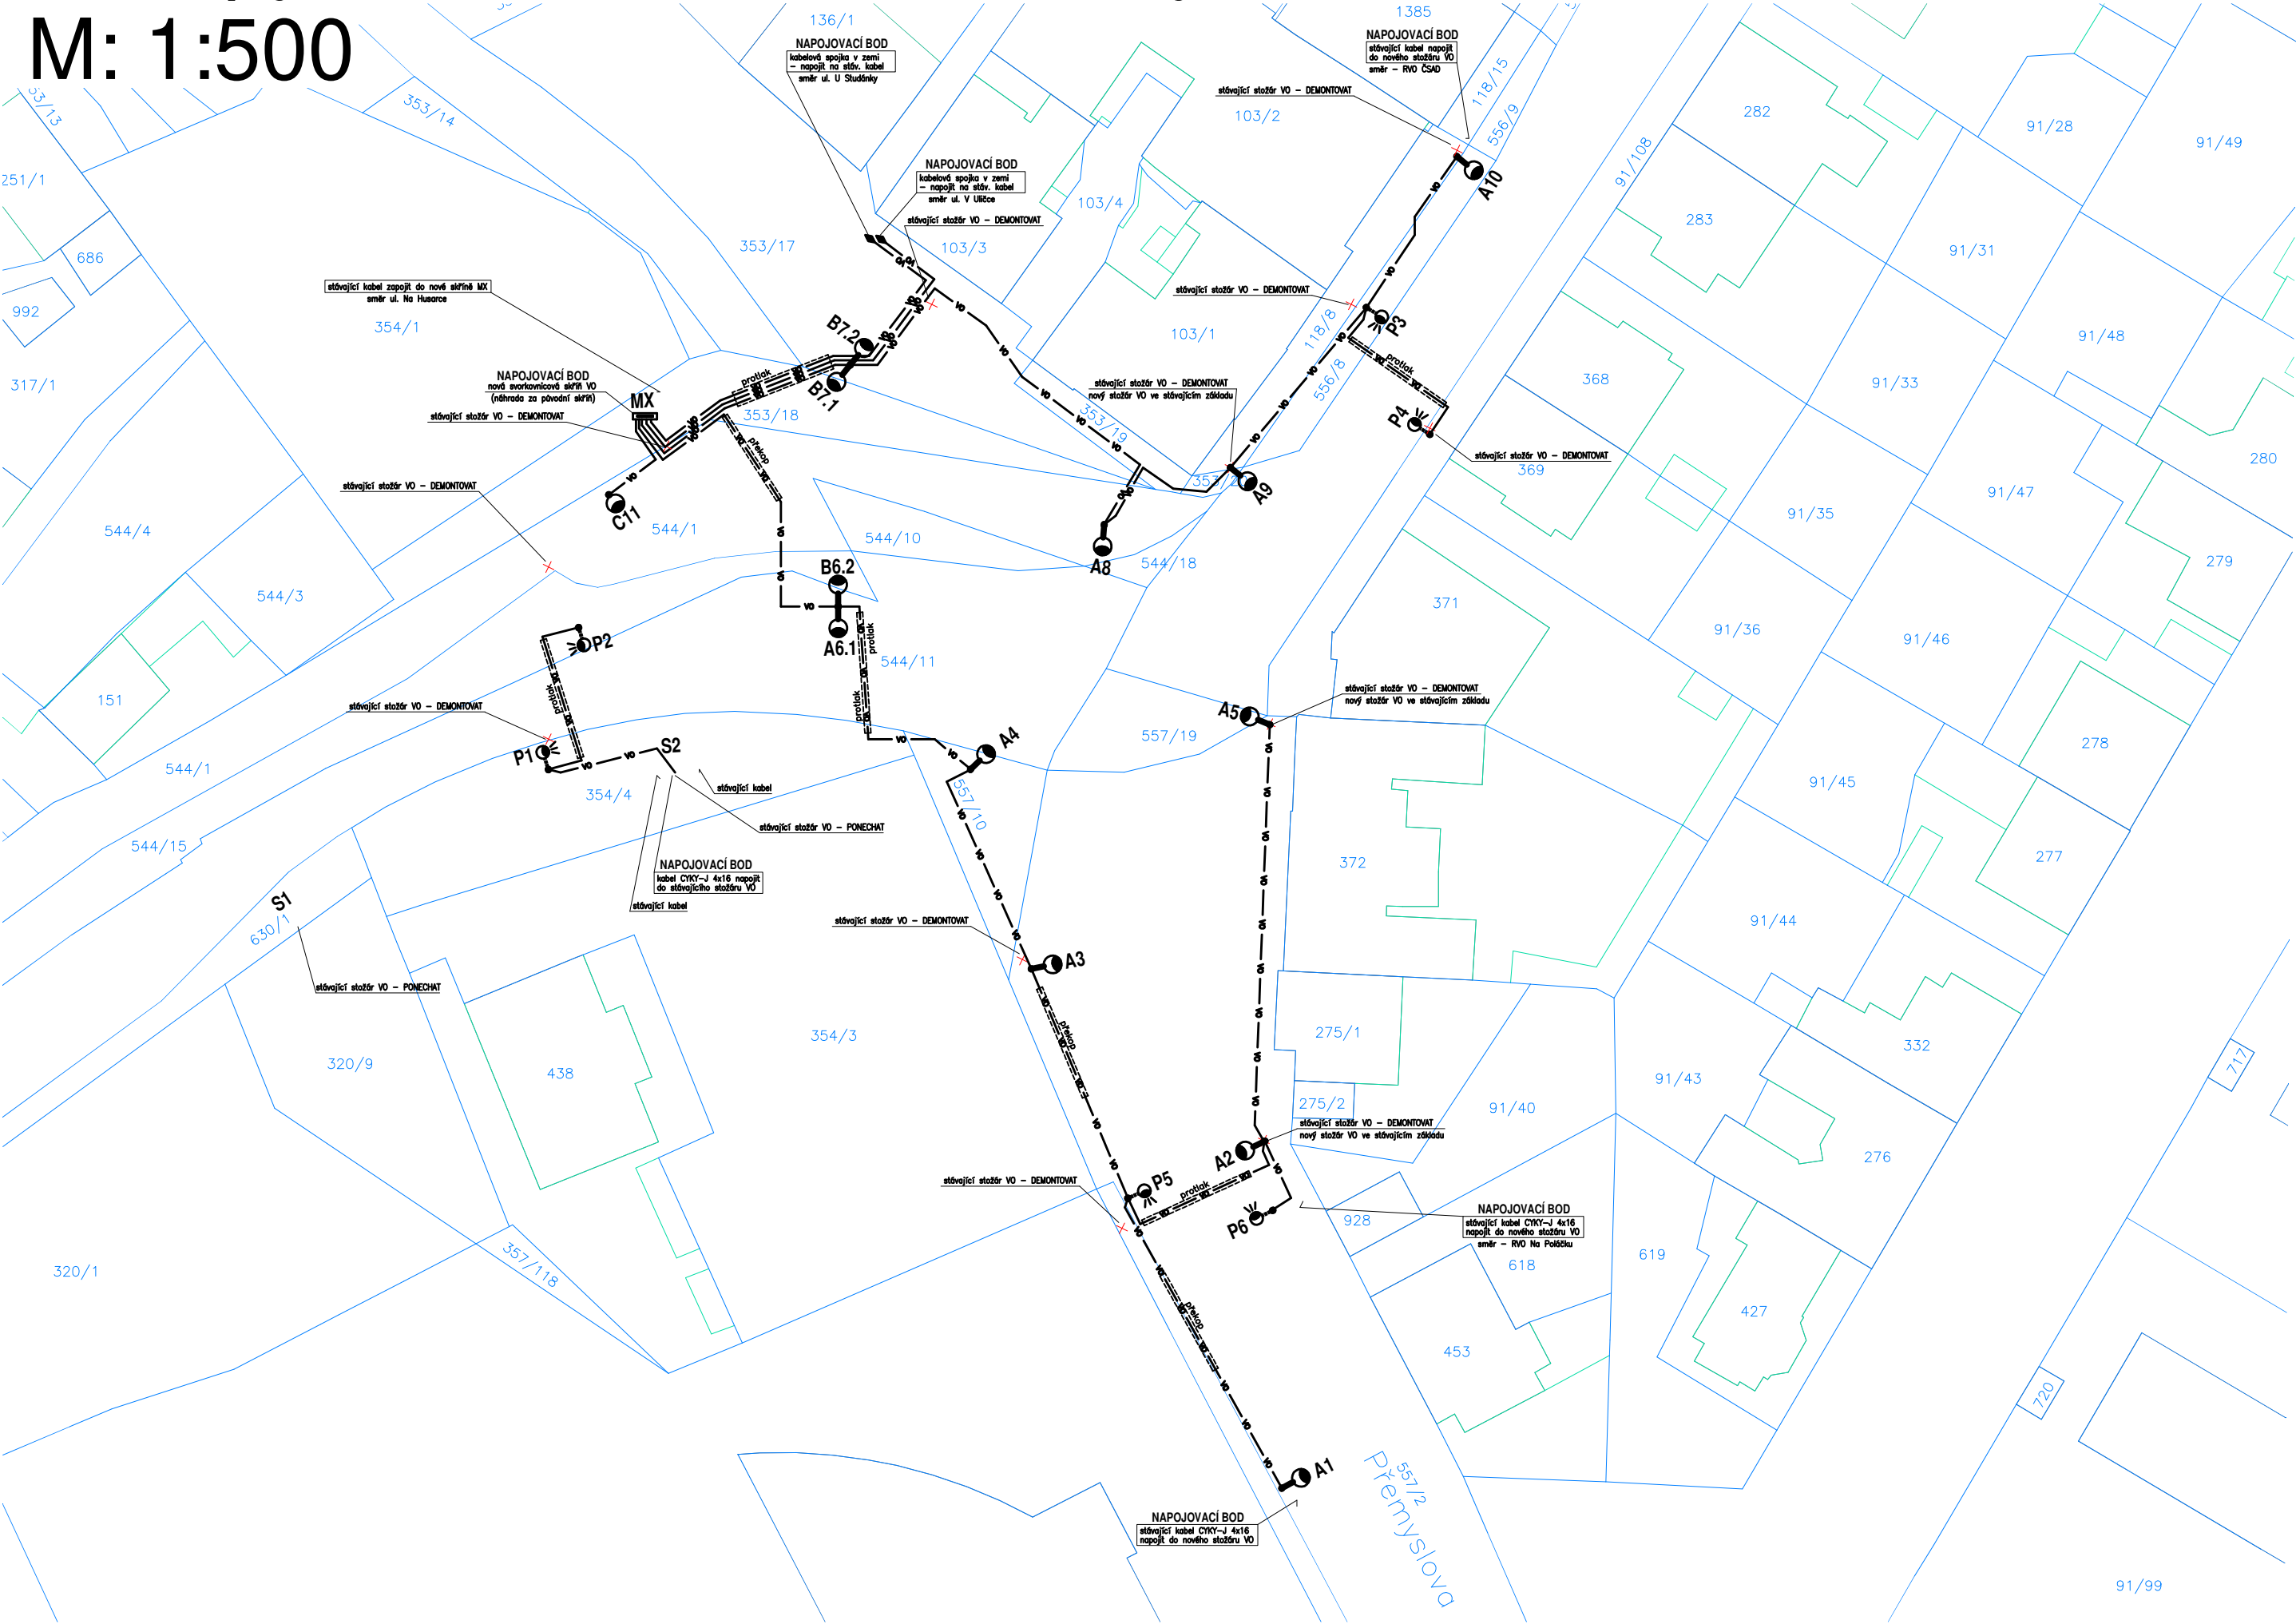 M: 1:500
136/1
1385
NAPOJOVACÍ BOD
kabelová spojka v zemi
– napojit na stáv. kabel
směr ul. U Studánky
NAPOJOVACÍ BOD
stávající kabel napojit
do nového stožáru VO
směr – RVO ČSAD
stávající stožár VO – DEMONTOVAT
118/15
556/9
103/2
282
91/28
91/49
53/13
353/14
251/1
686
992
317/1
NAPOJOVACÍ BOD
kabelová spojka v zemi
– napojit na stáv. kabel
směr ul. V Uličce
stávající stožár VO – DEMONTOVAT
353/17
103/3
103/4
A10
91/108
283
91/31
stávající kabel zapojit do nové skříně MX
směr ul. Na Husarce
354/1
stávající stožár VO – DEMONTOVAT
P3
118/8
556/8
103/1
91/48
B7.2
B7.1
NAPOJOVACÍ BOD
nová svorkovnicová skříň VO
(náhrada za původní skříň)
MX
stávající stožár VO – DEMONTOVAT
protlak
353/18
překop
stávající stožár VO – DEMONTOVAT
nový stožár VO ve stávajícím základu
353/19
protlak
P4
368
91/33
stávající stožár VO – DEMONTOVAT
369
280
stávající stožár VO – DEMONTOVAT
C11
A9
91/47
91/35
544/4
544/1
544/10
A8
544/18
279
544/3
B6.2
A6.1
protlak
371
91/36
91/46
P2
544/11
protlak
protlak
151
stávající stožár VO – DEMONTOVAT
stávající stožár VO – DEMONTOVAT
nový stožár VO ve stávajícím základu
A5
A4
557/19
278
P1
S2
544/1
354/4
stávající kabel
91/45
557/10
544/15
stávající stožár VO – PONECHAT
NAPOJOVACÍ BOD
kabel CYKY–J 4x16 napojit
do stávajícího stožáru VO
stávající kabel
372
277
S1
630/1
stávající stožár VO – DEMONTOVAT
91/44
A3
stávající stožár VO – PONECHAT
překop
354/3
275/1
332
320/9
438
717
91/43
275/2
91/40
stávající stožár VO – DEMONTOVAT
nový stožár VO ve stávajícím základu
A2
276
stávající stožár VO – DEMONTOVAT
P5
protlak
P6
928
NAPOJOVACÍ BOD
stávající kabel CYKY–J 4x16
napojit do nového stožáru VO
směr – RVO Na Poláčku
357/118
320/1
618
619
překop
427
453
720
A1
557/2
Přemyslova
NAPOJOVACÍ BOD
stávající kabel CYKY–J 4x16
napojit do nového stožáru VO
91/99